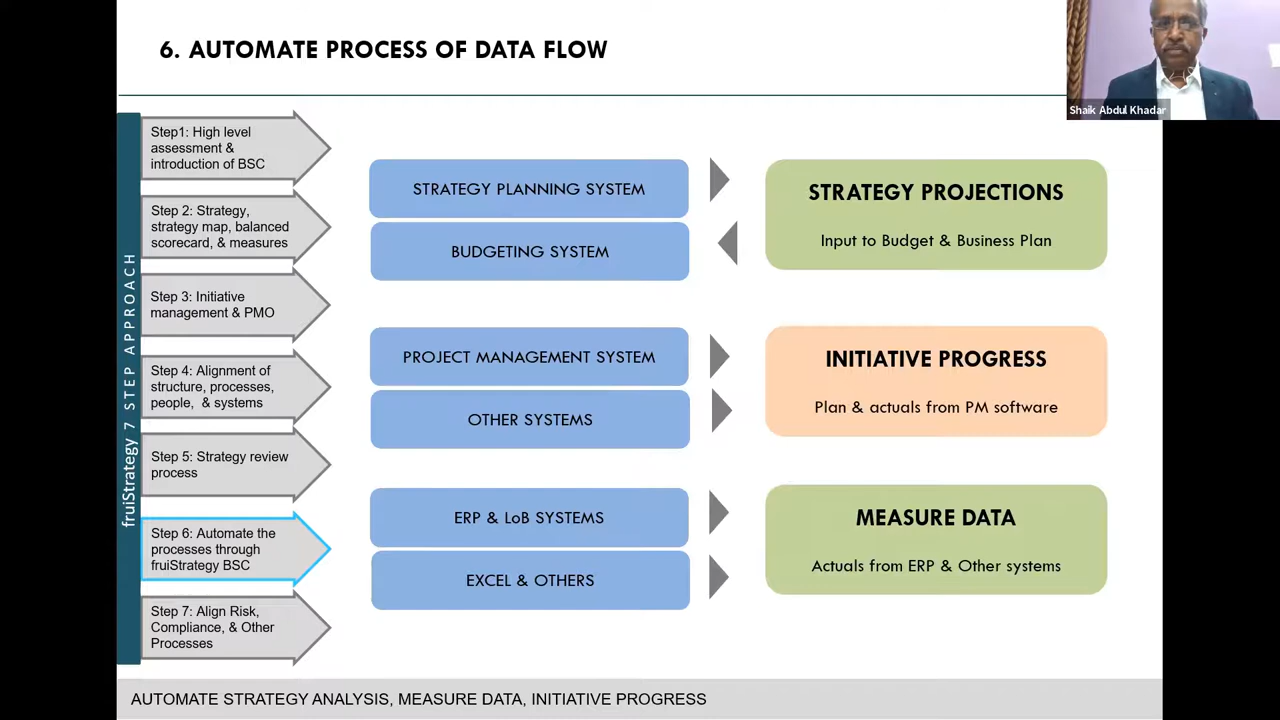 6. AUTOMATE PROCESS OF DATA FLOW
Shaik Abdul Khadar
fruiStrategy 7 STEP APPROACH
Step1: High level
assessment &
introduction of BSC
Step 2: Strategy,
strategy map, balanced
scorecard, & measures
Step 3: Initiative
management & PMO
Step 4: Alignment of
structure, processes,
people, & systems
Step 5: Strategy review
process
Step 6: Automate the
processes through
fruiStrategy BSC
Step 7: Align Risk,
Compliance, & Other
Processes
STRATEGY PLANNING SYSTEM
BUDGETING SYSTEM
STRATEGY PROJECTIONS
Input to Budget & Business Plan
PROJECT MANAGEMENT SYSTEM
OTHER SYSTEMS
INITIATIVE PROGRESS
Plan & actuals from PM software
ERP & LoB SYSTEMS
EXCEL & OTHERS
MEASURE DATA
Actuals from ERP & Other systems
AUTOMATE STRATEGY ANALYSIS, MEASURE DATA, INITIATIVE PROGRESS